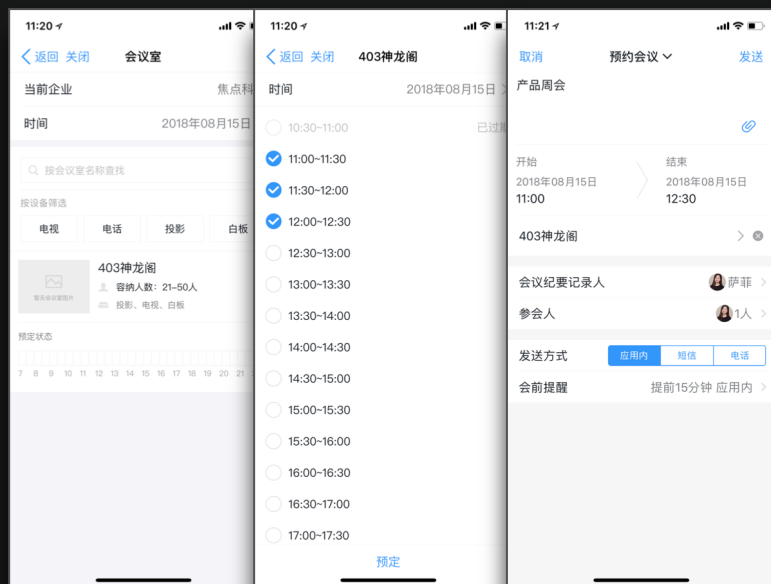 11:20
返回 关闭 会议室
当前企业 焦点科
时间 2018年08月15日
按会议室名称查找
按设备筛选
电视 电话 投影 白板
403神龙阁
容纳人数：21-50人
投影、电视、白板
暂无会议室图片
预定状态
7 8 9 10 11 12 13 14 15 16 17 18 19 20 21
11:20
返回 关闭 403神龙阁
时间 2018年08月15日
10:30~11:00 已过期
11:00~11:30
11:30~12:00
12:00~12:30
12:30~13:00
13:00~13:30
13:30~14:00
14:00~14:30
14:30~15:00
15:00~15:30
15:30~16:00
16:00~16:30
16:30~17:00
17:00~17:30
预定
11:21
取消 预约会议 发送
产品周会
开始 结束
2018年08月15日 2018年08月15日
11:00 12:30
403神龙阁
会议纪要记录人 萨菲
参会人 1人
发送方式 应用内 短信 电话
会前提醒 提前15分钟 应用内